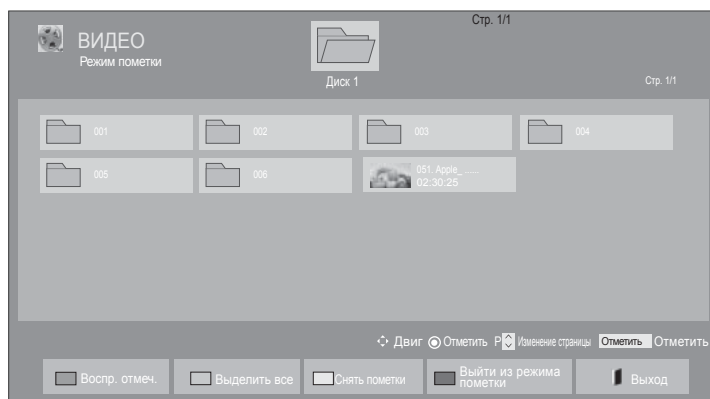 Стр. 1/1
ВИДЕО
Режим пометки
Диск 1
Стр. 1/1
001
002
003
004
005
006
051. Apple_ ......
02:30:25
Двиг
Отметить
P
Изменение страницы
Отметить
Отметить
Воспр. отмеч.
Выделить все
Снять пометки
Выйти из режима
пометки
Выход